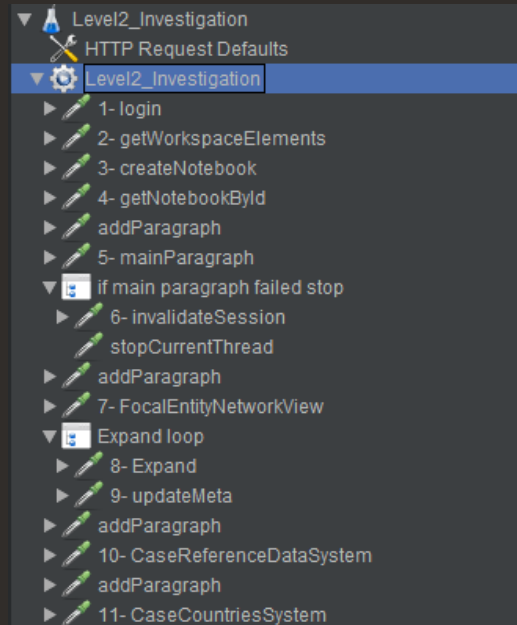 Level2_Investigation
HTTP Request Defaults
Level2_Investigation
1- login
2- getWorkspaceElements
3- createNotebook
4- getNotebookById
addParagraph
5- mainParagraph
if main paragraph failed stop
6- invalidateSession
stopCurrentThread
addParagraph
7- FocalEntityNetworkView
Expand loop
8- Expand
9- updateMeta
addParagraph
10- CaseReferenceDataSystem
addParagraph
11- CaseCountriesSystem